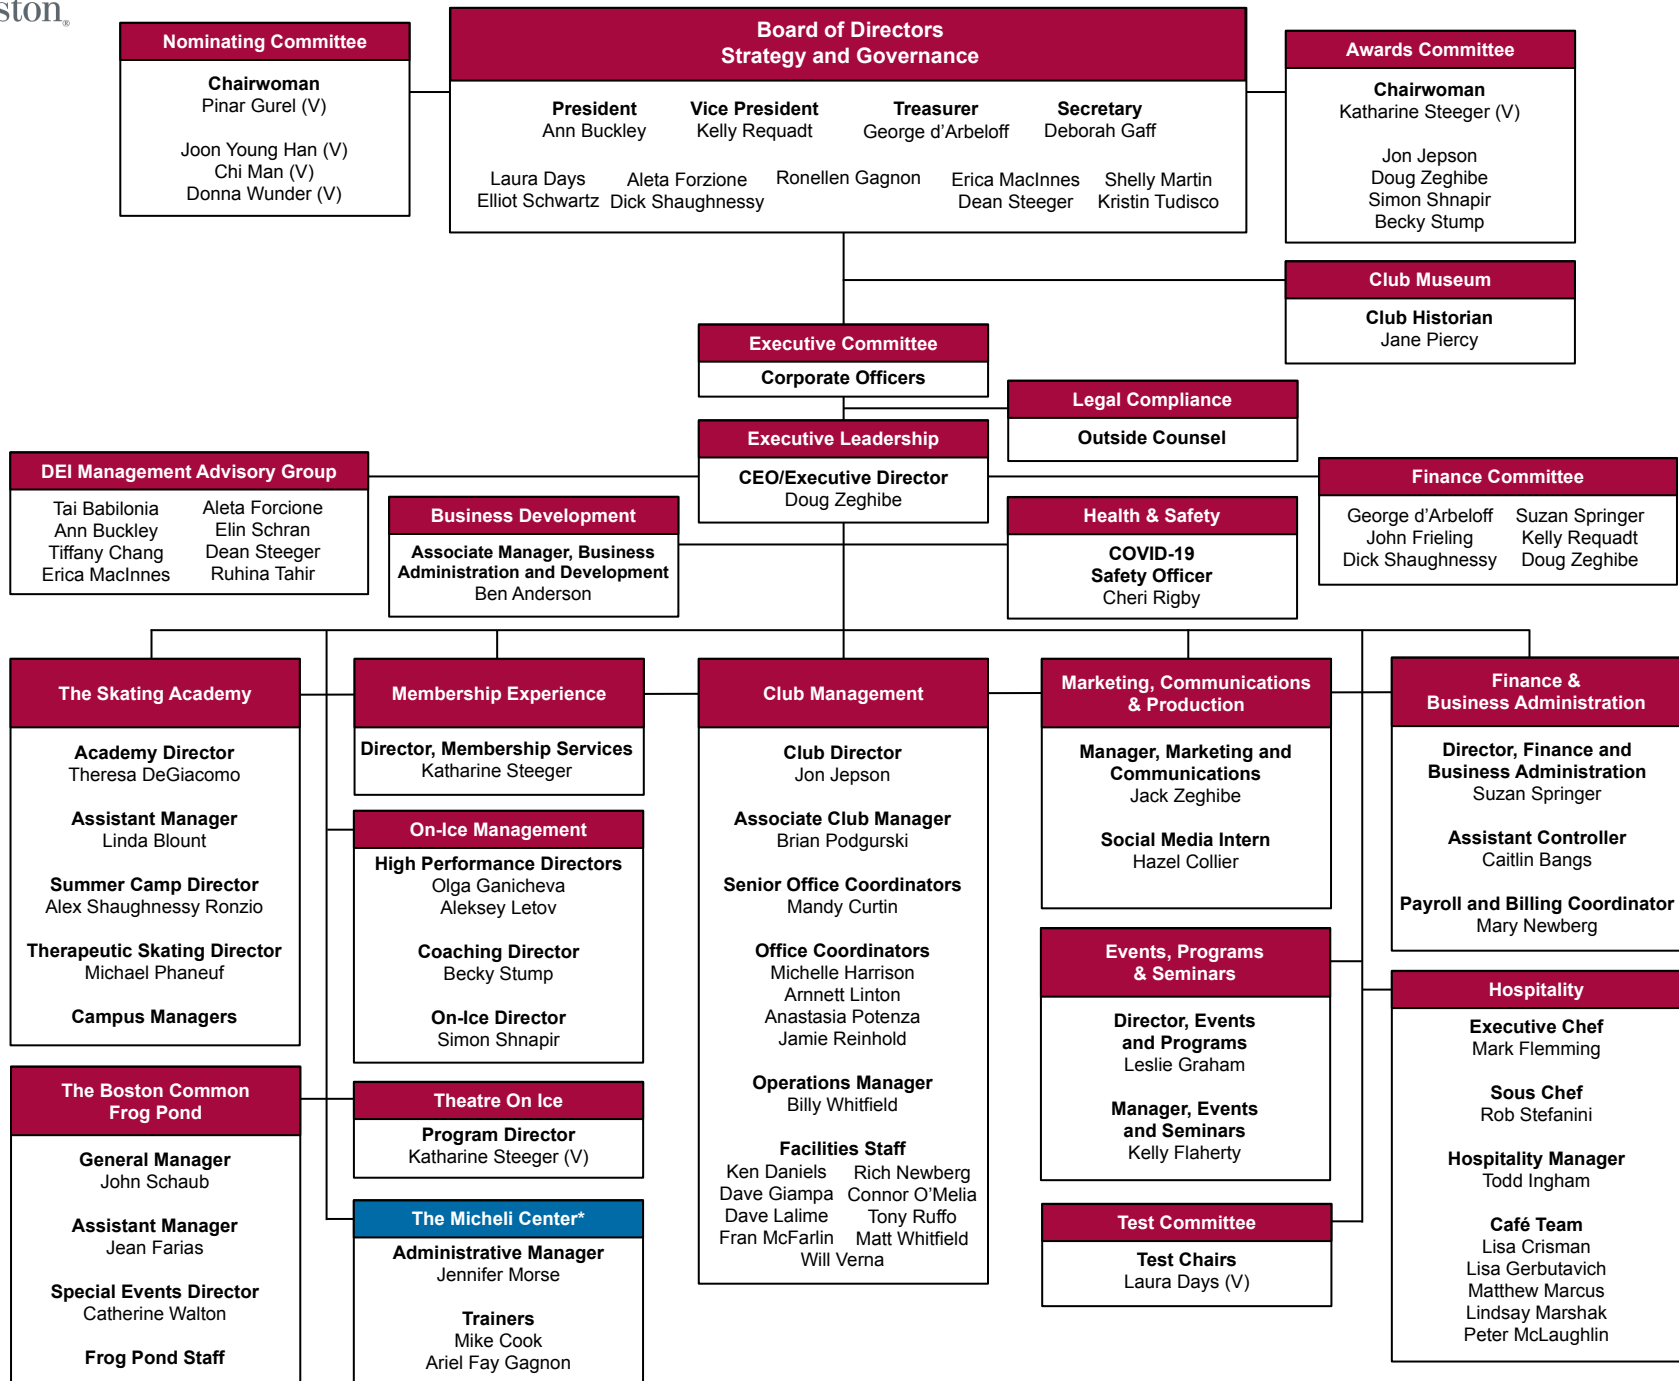 ston®
Nominating Committee
Chairwoman
Pinar Gurel (V)
Joon Young Han (V)
Chi Man (V)
Donna Wunder (V)
Board of Directors
Strategy and Governance
President
Ann Buckley
Vice President
Kelly Requadt
Treasurer
George d’Arbeloff
Secretary
Deborah Gaff
Laura Days
Elliot Schwartz
Aleta Forzione
Dick Shaughnessy
Ronellen Gagnon
Erica MacInnes
Dean Steeger
Shelly Martin
Kristin Tudisco
Awards Committee
Chairwoman
Katharine Steeger (V)
Jon Jepson
Doug Zeghibe
Simon Shnapir
Becky Stump
Club Museum
Club Historian
Jane Piercy
Executive Committee
Corporate Officers
Legal Compliance
Outside Counsel
Executive Leadership
CEO/Executive Director
Doug Zeghibe
DEI Management Advisory Group
Tai Babilonia
Ann Buckley
Tiffany Chang
Erica MacInnes
Aleta Forcione
Elin Schran
Dean Steeger
Ruhina Tahir
Business Development
Associate Manager, Business
Administration and Development
Ben Anderson
Health & Safety
COVID-19
Safety Officer
Cheri Rigby
Finance Committee
George d’Arbeloff
John Frieling
Dick Shaughnessy
Suzan Springer
Kelly Requadt
Doug Zeghibe
The Skating Academy
Academy Director
Theresa DeGiacomo
Assistant Manager
Linda Blount
Summer Camp Director
Alex Shaughnessy Ronzio
Therapeutic Skating Director
Michael Phaneuf
Campus Managers
The Boston Common
Frog Pond
General Manager
John Schaub
Assistant Manager
Jean Farias
Special Events Director
Catherine Walton
Frog Pond Staff
Membership Experience
Director, Membership Services
Katharine Steeger
On-Ice Management
High Performance Directors
Olga Ganicheva
Aleksey Letov
Coaching Director
Becky Stump
On-Ice Director
Simon Shnapir
Theatre On Ice
Program Director
Katharine Steeger (V)
The Micheli Center*
Administrative Manager
Jennifer Morse
Trainers
Mike Cook
Ariel Fay Gagnon
Club Management
Club Director
Jon Jepson
Associate Club Manager
Brian Podgurski
Senior Office Coordinators
Mandy Curtin
Office Coordinators
Michelle Harrison
Arnnett Linton
Anastasia Potenza
Jamie Reinhold
Operations Manager
Billy Whitfield
Facilities Staff
Ken Daniels
Dave Giampa
Dave Lalime
Fran McFarlin
Rich Newberg
Connor O’Melia
Tony Ruffo
Matt Whitfield
Will Verna
Marketing, Communications
& Production
Manager, Marketing and
Communications
Jack Zeghibe
Social Media Intern
Hazel Collier
Events, Programs
& Seminars
Director, Events
and Programs
Leslie Graham
Manager, Events
and Seminars
Kelly Flaherty
Test Committee
Test Chairs
Laura Days (V)
Finance &
Business Administration
Director, Finance and
Business Administration
Suzan Springer
Assistant Controller
Caitlin Bangs
Payroll and Billing Coordinator
Mary Newberg
Hospitality
Executive Chef
Mark Flemming
Sous Chef
Rob Stefanini
Hospitality Manager
Todd Ingham
Café Team
Lisa Crisman
Lisa Gerbutavich
Matthew Marcus
Lindsay Marshak
Peter McLaughlin